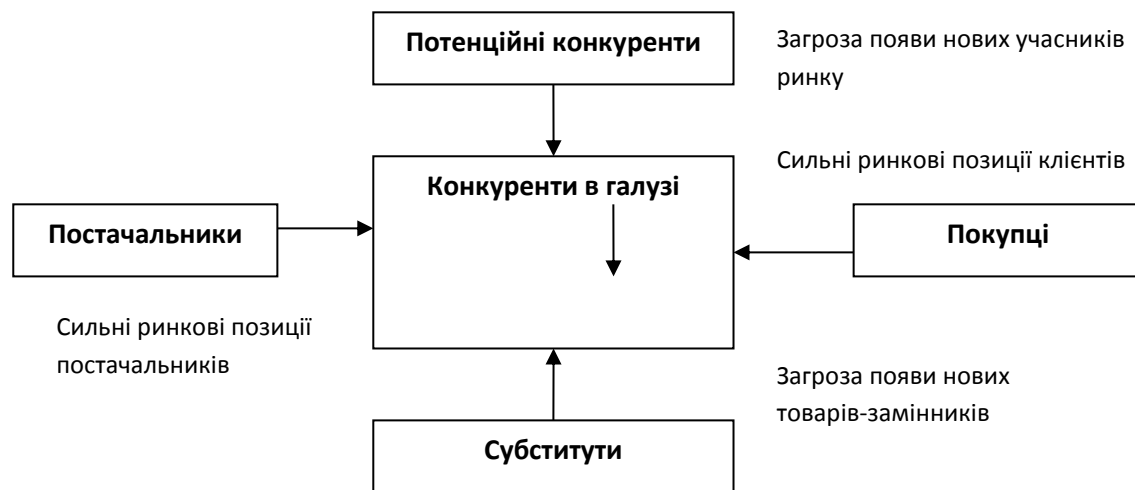 Потенційні конкуренти
Загроза появи нових учасників
ринку
Сильні ринкові позиції клієнтів
Конкуренти в галузі
Постачальники
Покупці
Сильні ринкові позиції
постачальників
Загроза появи нових
товарів-замінників
Субститути